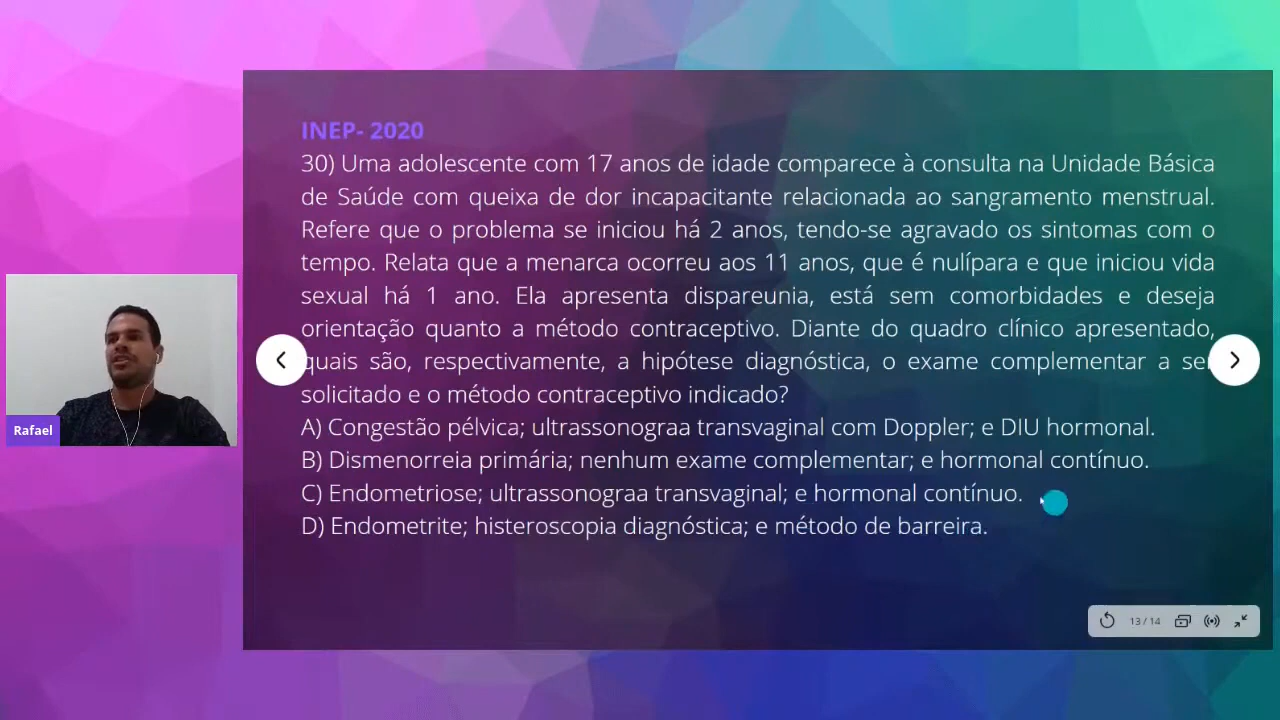 INEP- 2020
30) Uma adolescente com 17 anos de idade comparece à consulta na Unidade Básica
de Saúde com queixa de dor incapacitante relacionada ao sangramento menstrual.
Refere que o problema se iniciou há 2 anos, tendo-se agravado os sintomas com o
tempo. Relata que a menarca ocorreu aos 11 anos, que é nulípara e que iniciou vida
sexual há 1 ano. Ela apresenta dispareunia, está sem comorbidades e deseja
orientação quanto a método contraceptivo. Diante do quadro clínico apresentado,
quais são, respectivamente, a hipótese diagnóstica, o exame complementar a ser
solicitado e o método contraceptivo indicado?
A) Congestão pélvica; ultrassonograa transvaginal com Doppler; e DIU hormonal.
B) Dismenorreia primária; nenhum exame complementar; e hormonal contínuo.
C) Endometriose; ultrassonograa transvaginal; e hormonal contínuo.
D) Endometrite; histeroscopia diagnóstica; e método de barreira.
Rafael
13 / 14